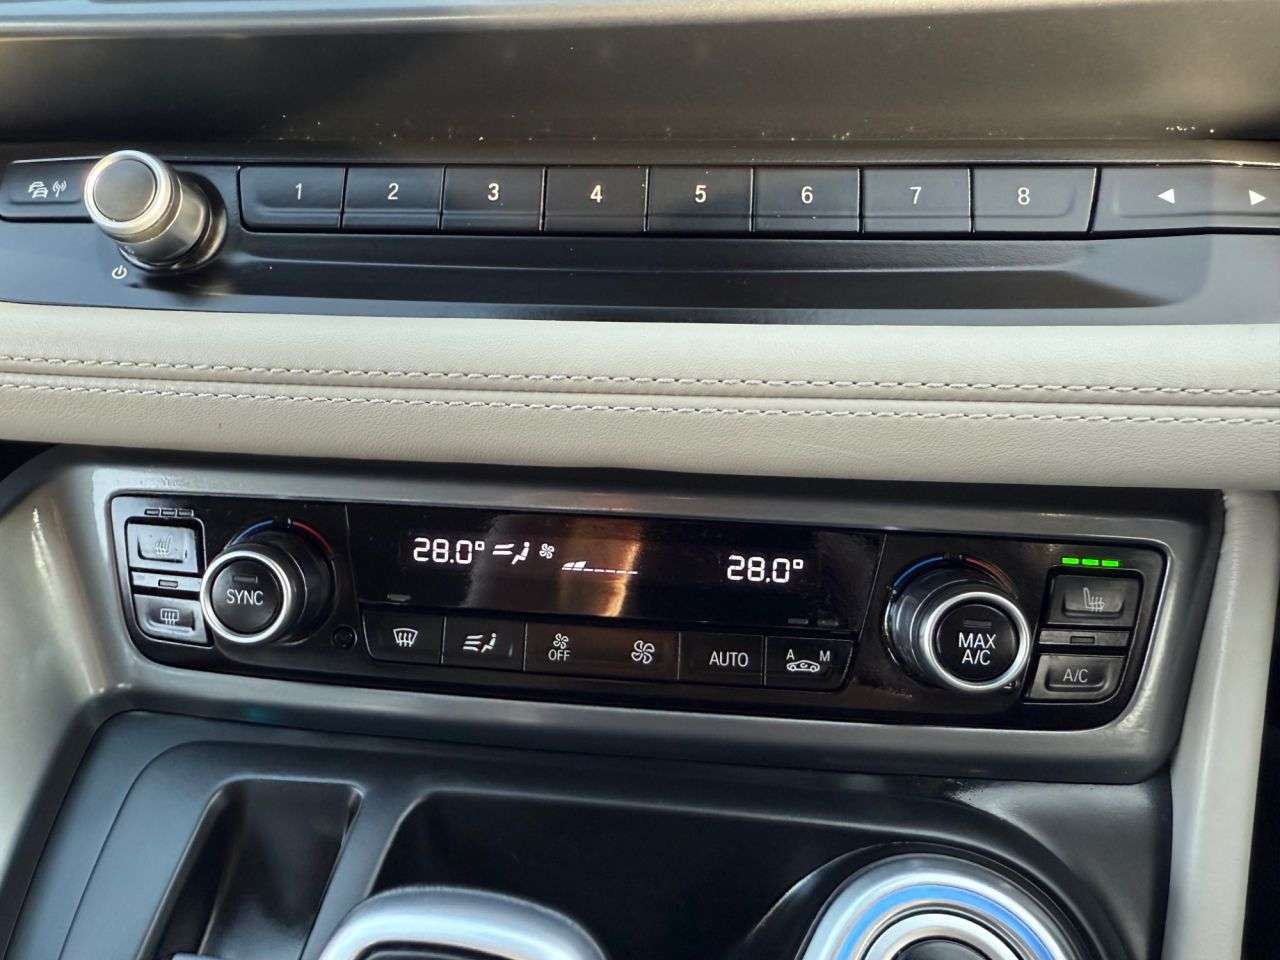 1 2 3 4 5 6 7 8
28.0° 28.0°
SYNC
OFF
AUTO
A M
MAX
A/C
A/C